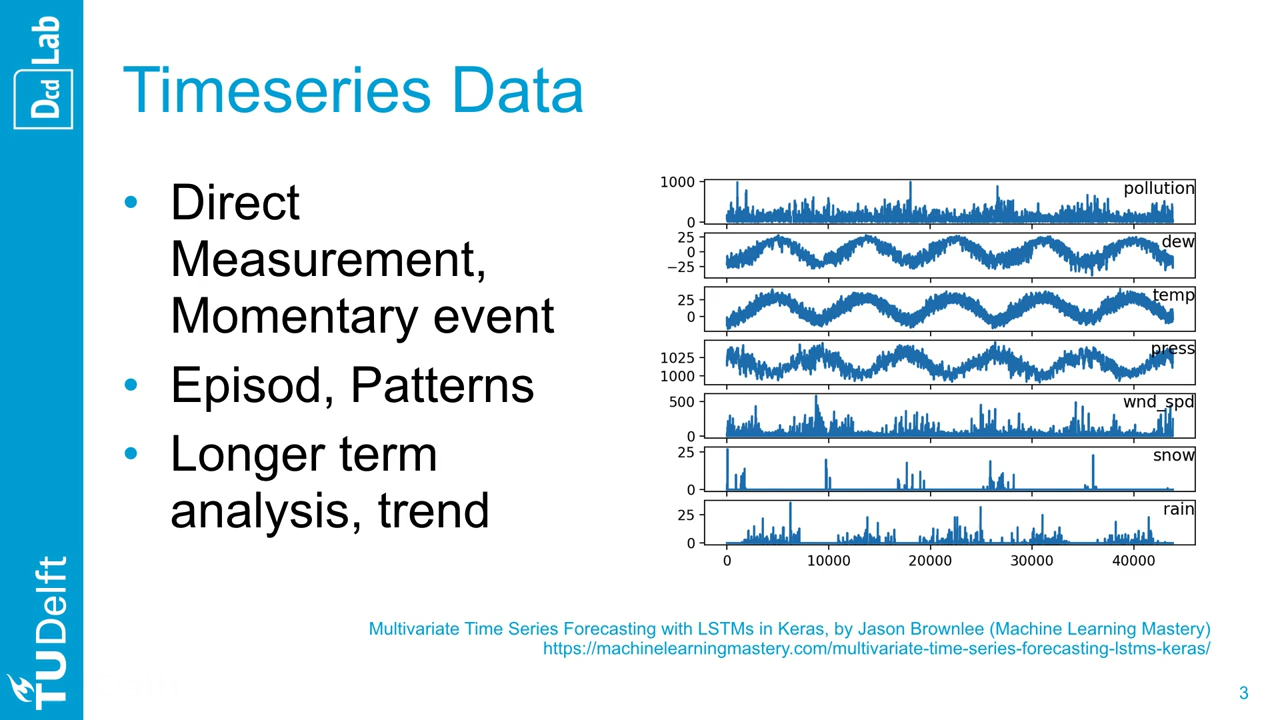 Dcd Lab
Timeseries Data
• Direct
Measurement,
Momentary event
• Episod, Patterns
• Longer term
analysis, trend
1000
0
pollution
25
0
−25
dew
25
0
temp
1025
1000
press
500
0
wnd_spd
25
0
snow
25
0
rain
0 10000 20000 30000 40000
Multivariate Time Series Forecasting with LSTMs in Keras, by Jason Brownlee (Machine Learning Mastery)
https://machinelearningmastery.com/multivariate-time-series-forecasting-lstms-keras/
TUDelft
3